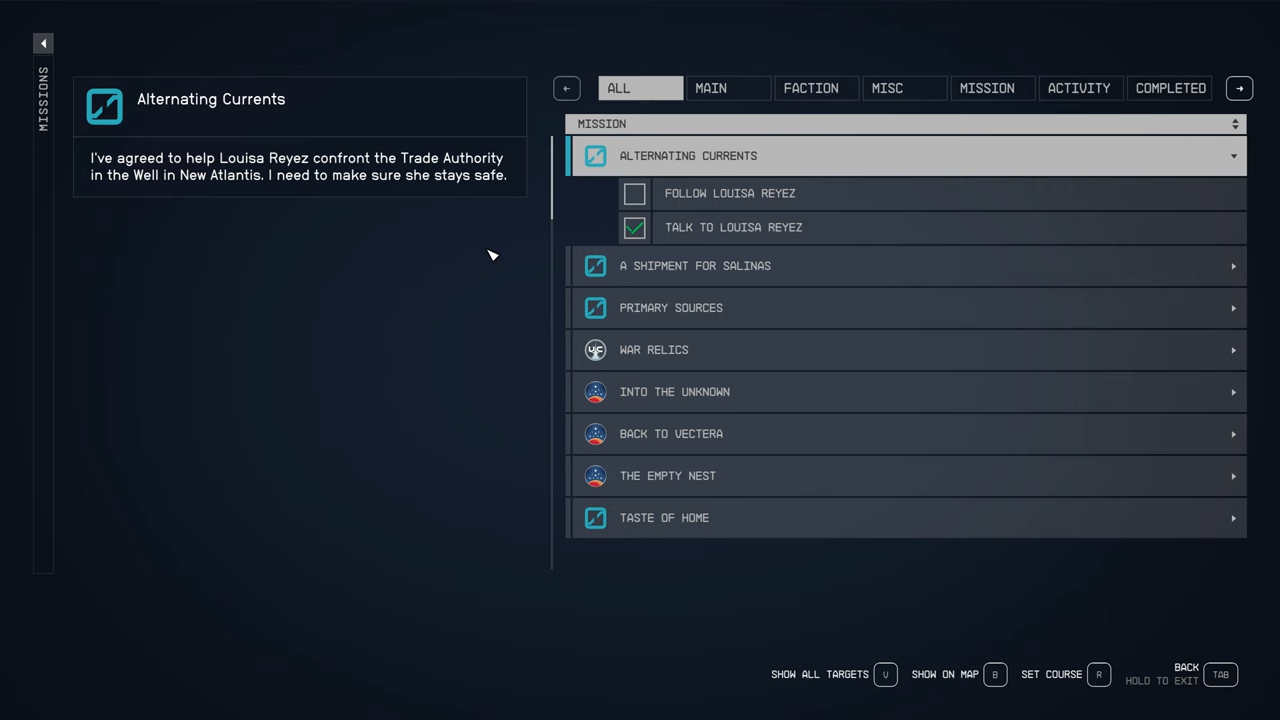 MISSIONS
Alternating Currents
I've agreed to help Louisa Reyez confront the Trade Authority
in the Well in New Atlantis. I need to make sure she stays safe.
ALL MAIN FACTION MISC MISSION ACTIVITY COMPLETED
MISSION
ALTERNATING CURRENTS
FOLLOW LOUISA REYEZ
TALK TO LOUISA REYEZ
A SHIPMENT FOR SALINAS
PRIMARY SOURCES
UC WAR RELICS
INTO THE UNKNOWN
BACK TO VECTERA
THE EMPTY NEST
TASTE OF HOME
SHOW ALL TARGETS V SHOW ON MAP B SET COURSE R BACK TAB
HOLD TO EXIT